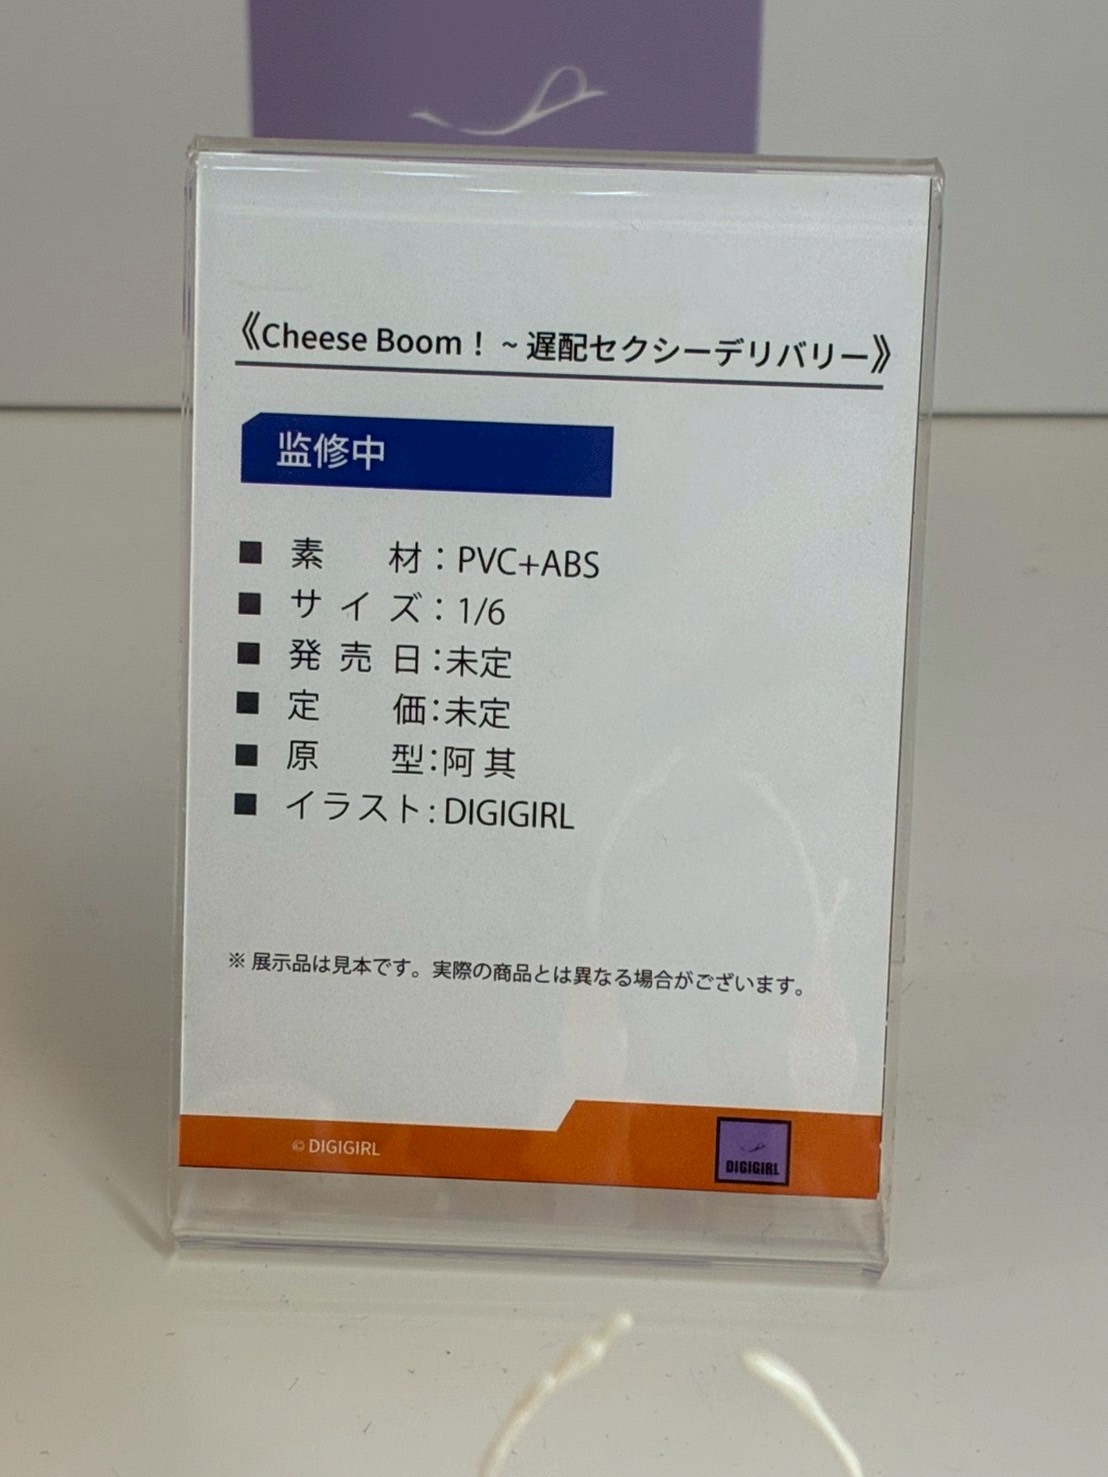 《Cheese Boom！ ~ 遅配セクシーデリバリー》
监修中
■ 素 材：PVC+ABS
■ サイズ：1/6
■ 発売日：未定
■ 定 価：未定
■ 原 型：阿其
■ イラスト：DIGIGIRL
※ 展示品は見本です。実際の商品とは異なる場合がございます。
© DIGIGIRL
DIGIGIRL